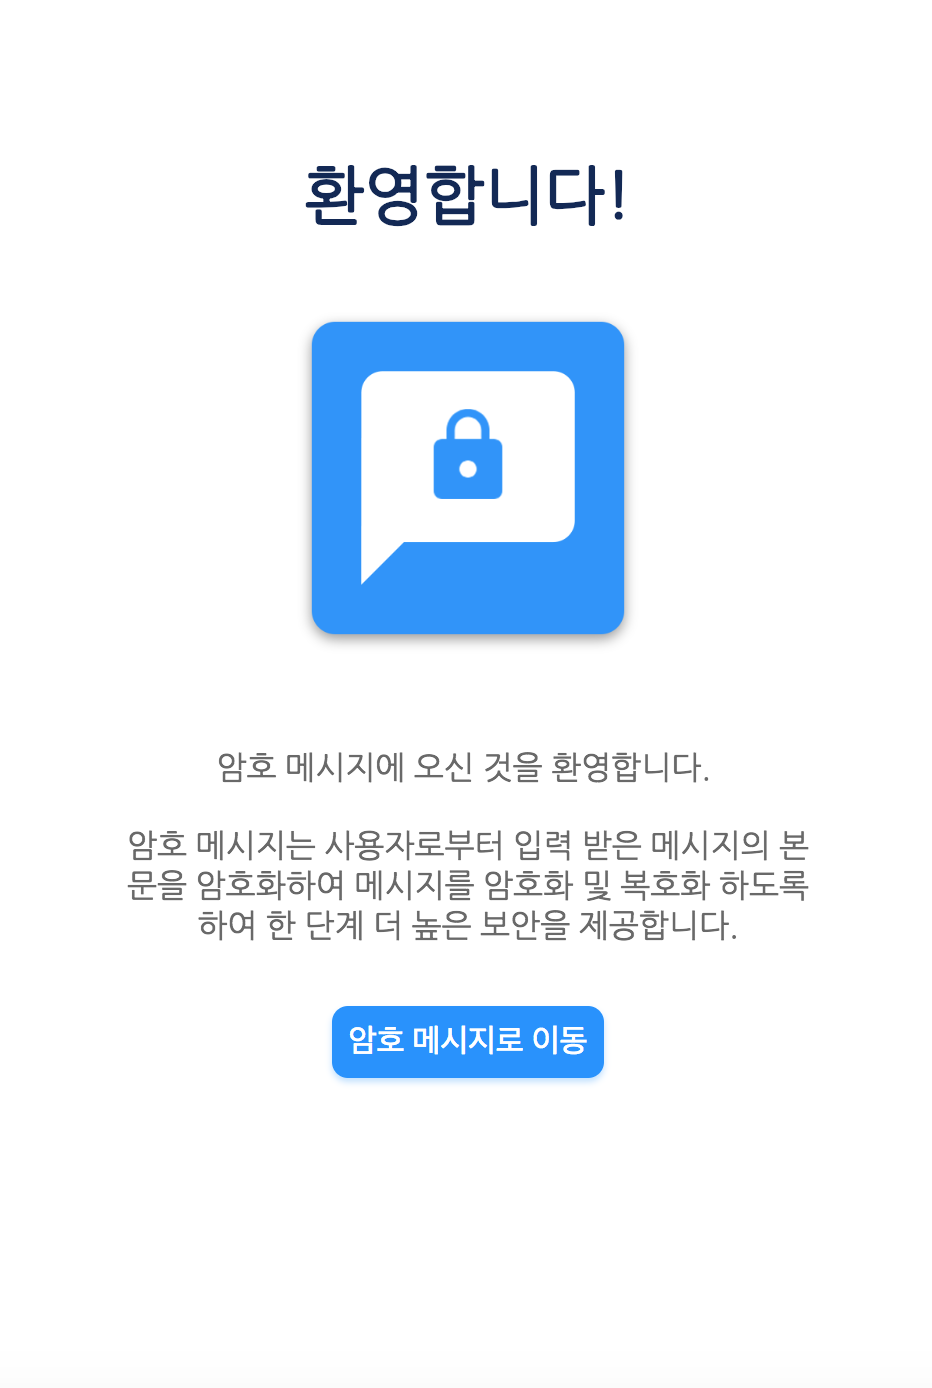 환영합니다!
암호 메시지에 오신 것을 환영합니다.
암호 메시지는 사용자로부터 입력 받은 메시지의 본
문을 암호화하여 메시지를 암호화 및 복호화 하도록
하여 한 단계 더 높은 보안을 제공합니다.
암호 메시지로 이동